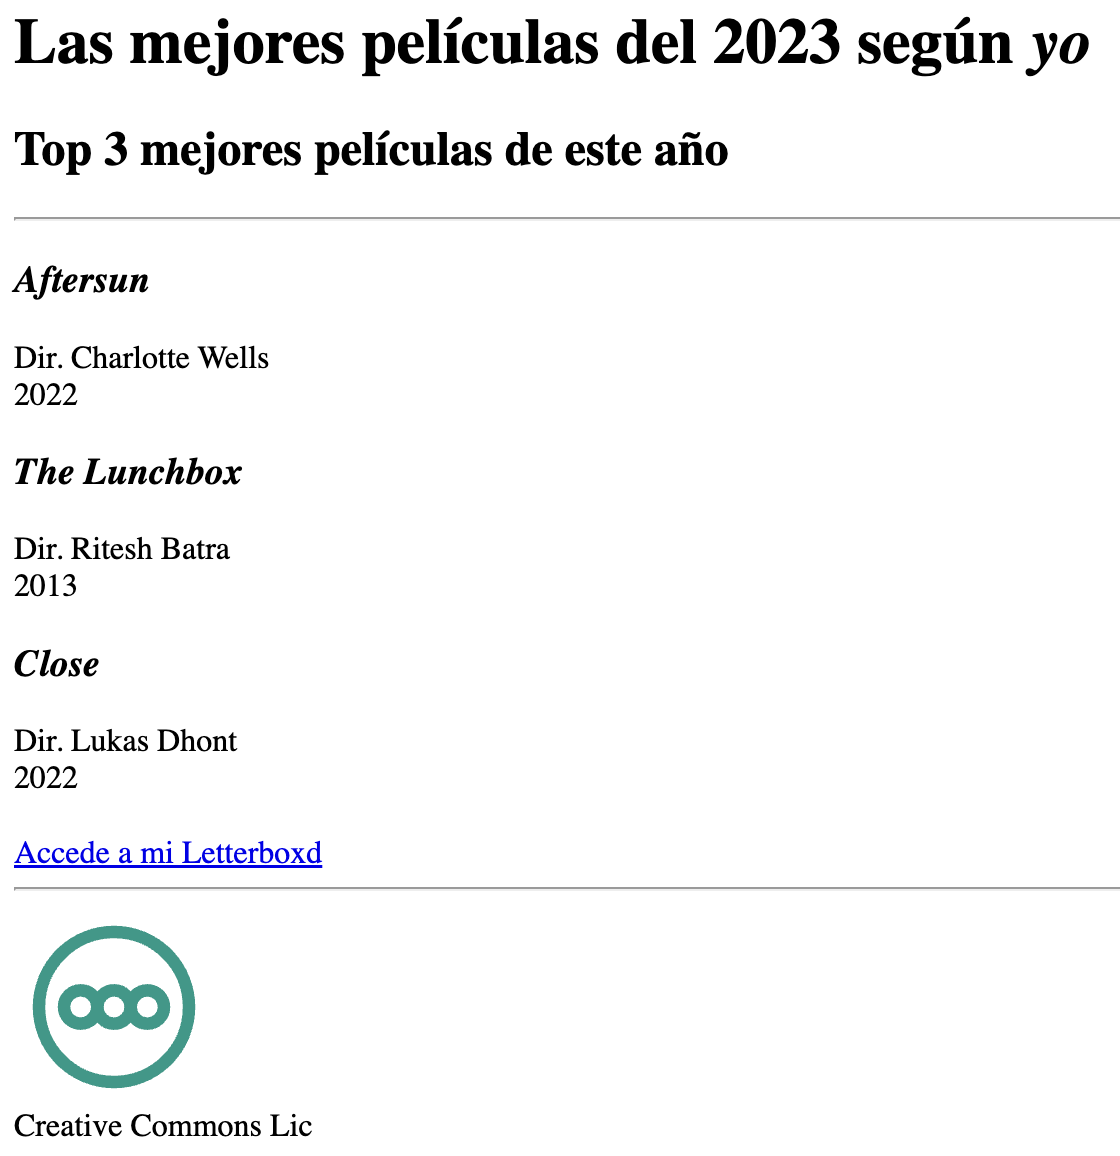 Las mejores películas del 2023 según yo
Top 3 mejores películas de este año
Aftersun
Dir. Charlotte Wells
2022
The Lunchbox
Dir. Ritesh Batra
2013
Close
Dir. Lukas Dhont
2022
Accede a mi Letterboxd
Creative Commons Lic